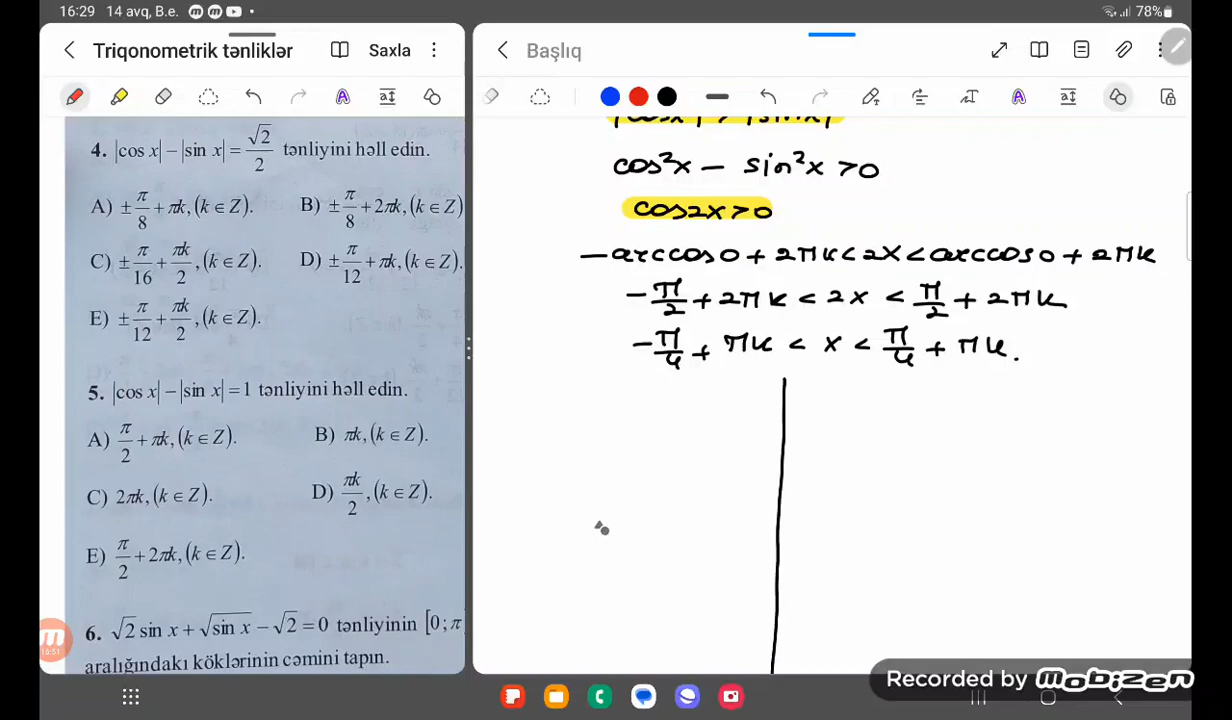 16:29 14 avq, B.e.
78%
Triqonometrik tənliklər
Saxla
4. |cos x| − |sin x| = √2/2 tənliyini həll edin.
A) ± π/8 + πk, (k ∈ Z).
B) ± π/8 + 2πk, (k ∈ Z)
C) ± π/16 + πk/2, (k ∈ Z).
D) ± π/12 + πk, (k ∈ Z).
E) ± π/12 + πk/2, (k ∈ Z).
5. |cos x| − |sin x| = 1 tənliyini həll edin.
A) π/2 + πk, (k ∈ Z).
B) πk, (k ∈ Z).
C) 2πk, (k ∈ Z).
D) πk/2, (k ∈ Z).
E) π/2 + 2πk, (k ∈ Z).
6. √2 sin x + √sin x − √2 = 0 tənliyinin [0; π
aralığındakı köklərinin cəmini tapın.
16:51
Başlıq
|cosx| > |sinx|
cos²x − sin²x > 0
cos2x > 0
− arccos0 + 2πk < 2x < arccos0 + 2πk
− π/2 + 2πk < 2x < π/2 + 2πk
− π/4 + πk < x < π/4 + πk.
Recorded by mobizen